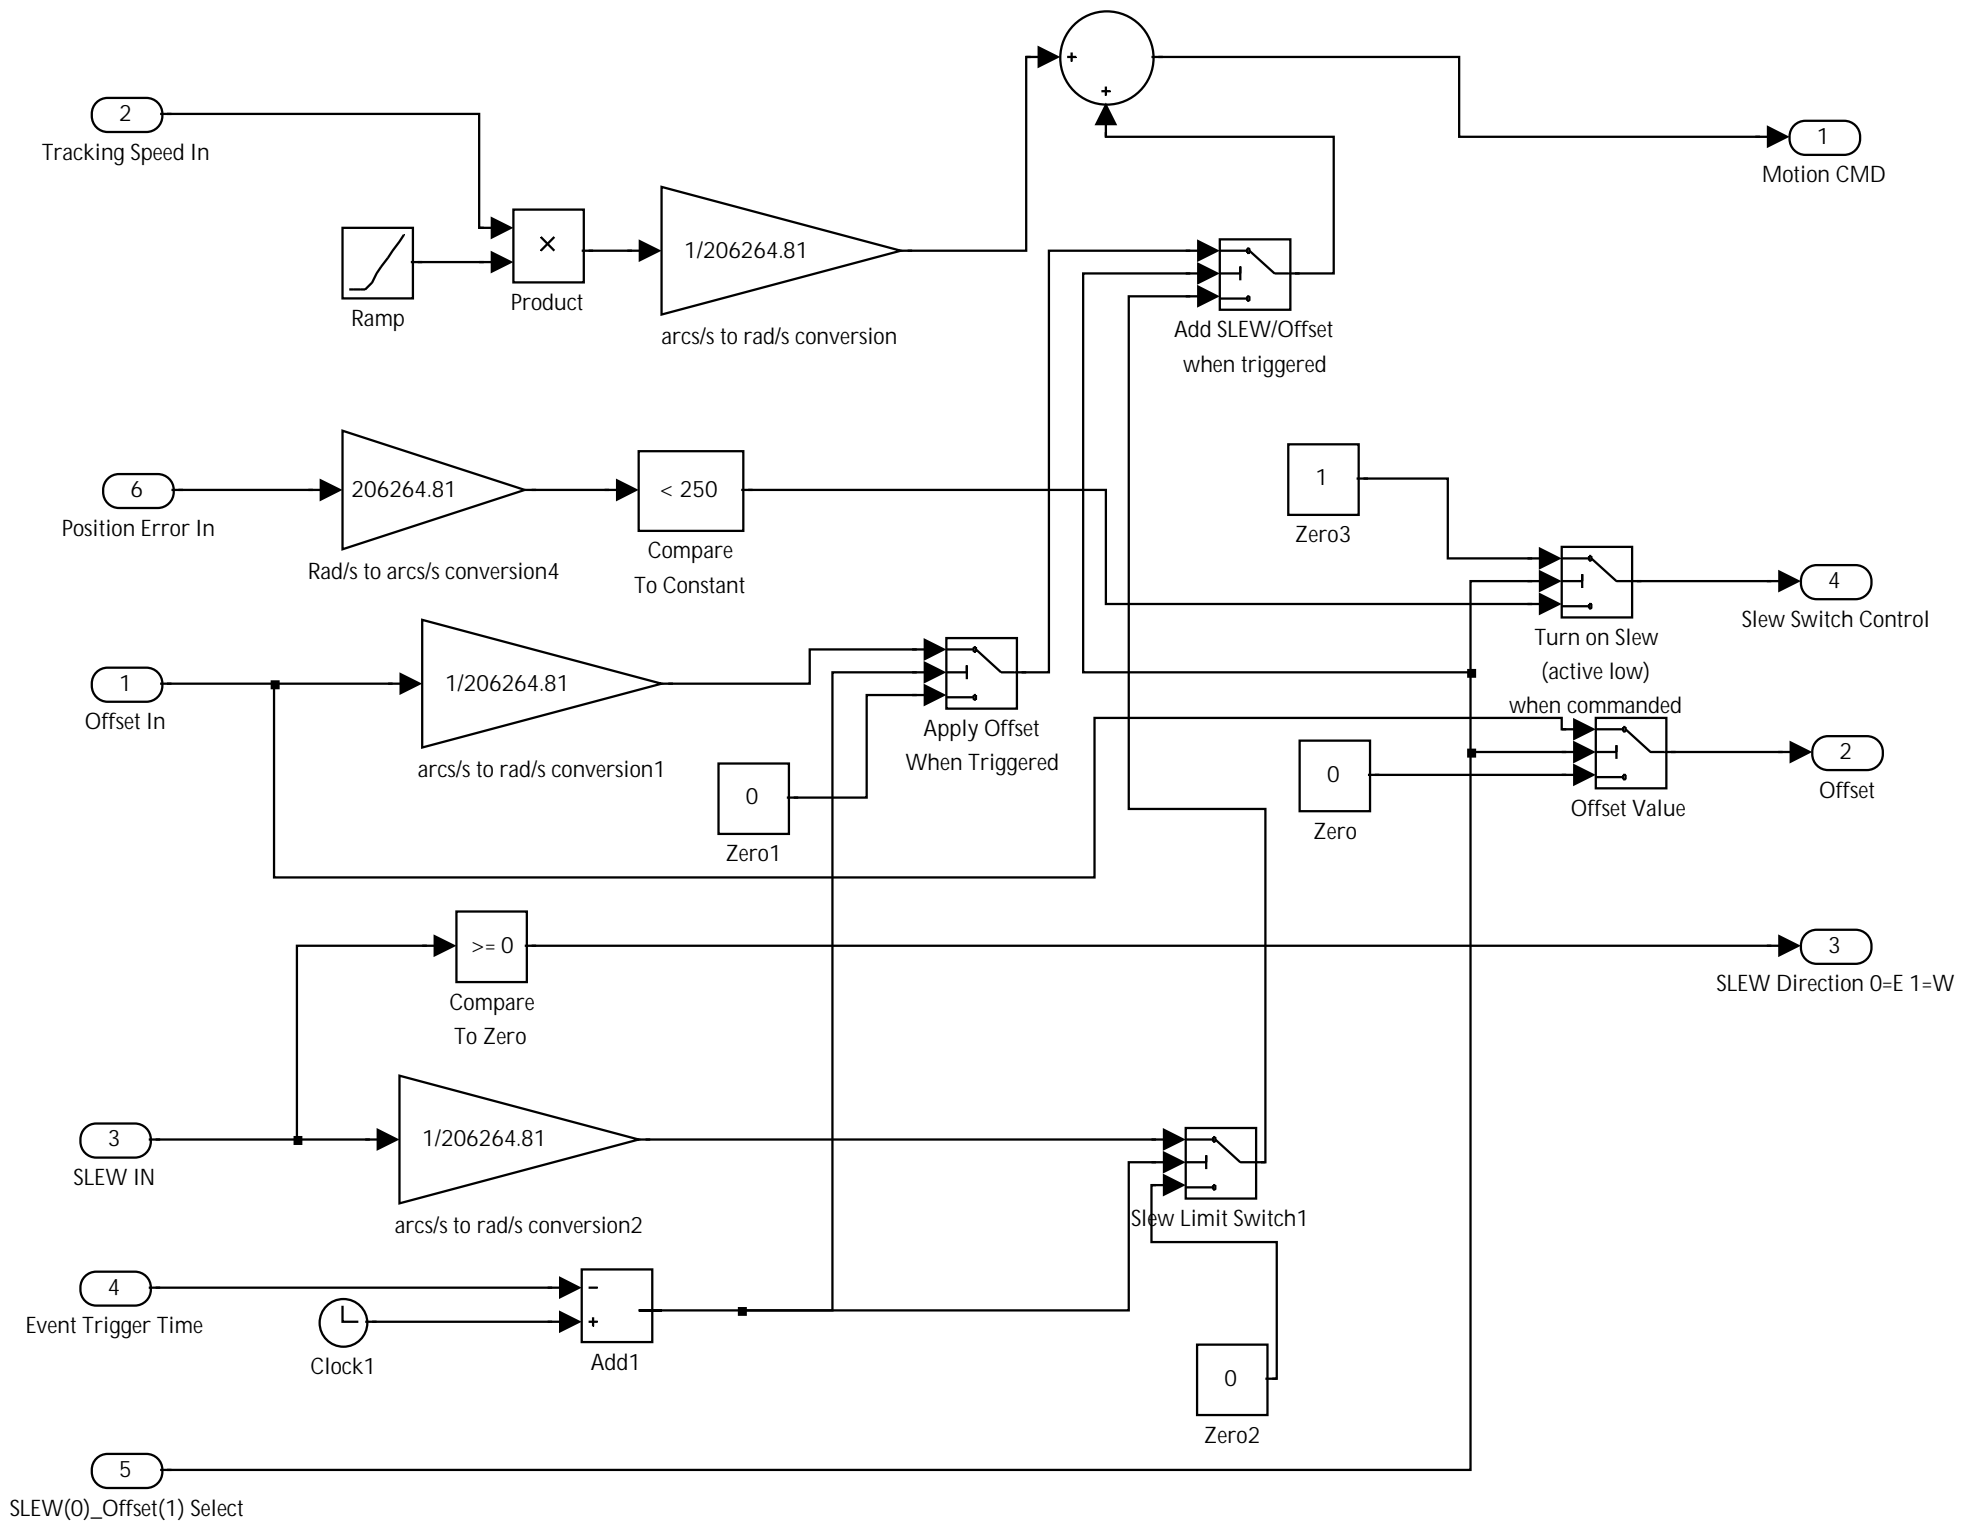 +
+
2
Tracking Speed In
1
Motion CMD
×
Product
Ramp
1/206264.81
arcs/s to rad/s conversion
Add SLEW/Offset
when triggered
6
Position Error In
206264.81
Rad/s to arcs/s conversion4
< 250
Compare
To Constant
1
Zero3
4
Slew Switch Control
Turn on Slew
(active low)
when commanded
1
Offset In
1/206264.81
arcs/s to rad/s conversion1
Apply Offset
When Triggered
0
Zero1
0
Zero
Offset Value
2
Offset
>= 0
Compare
To Zero
3
SLEW Direction 0=E 1=W
3
SLEW IN
1/206264.81
arcs/s to rad/s conversion2
Slew Limit Switch1
4
Event Trigger Time
Clock1
−
+
Add1
0
Zero2
5
SLEW(0)_Offset(1) Select